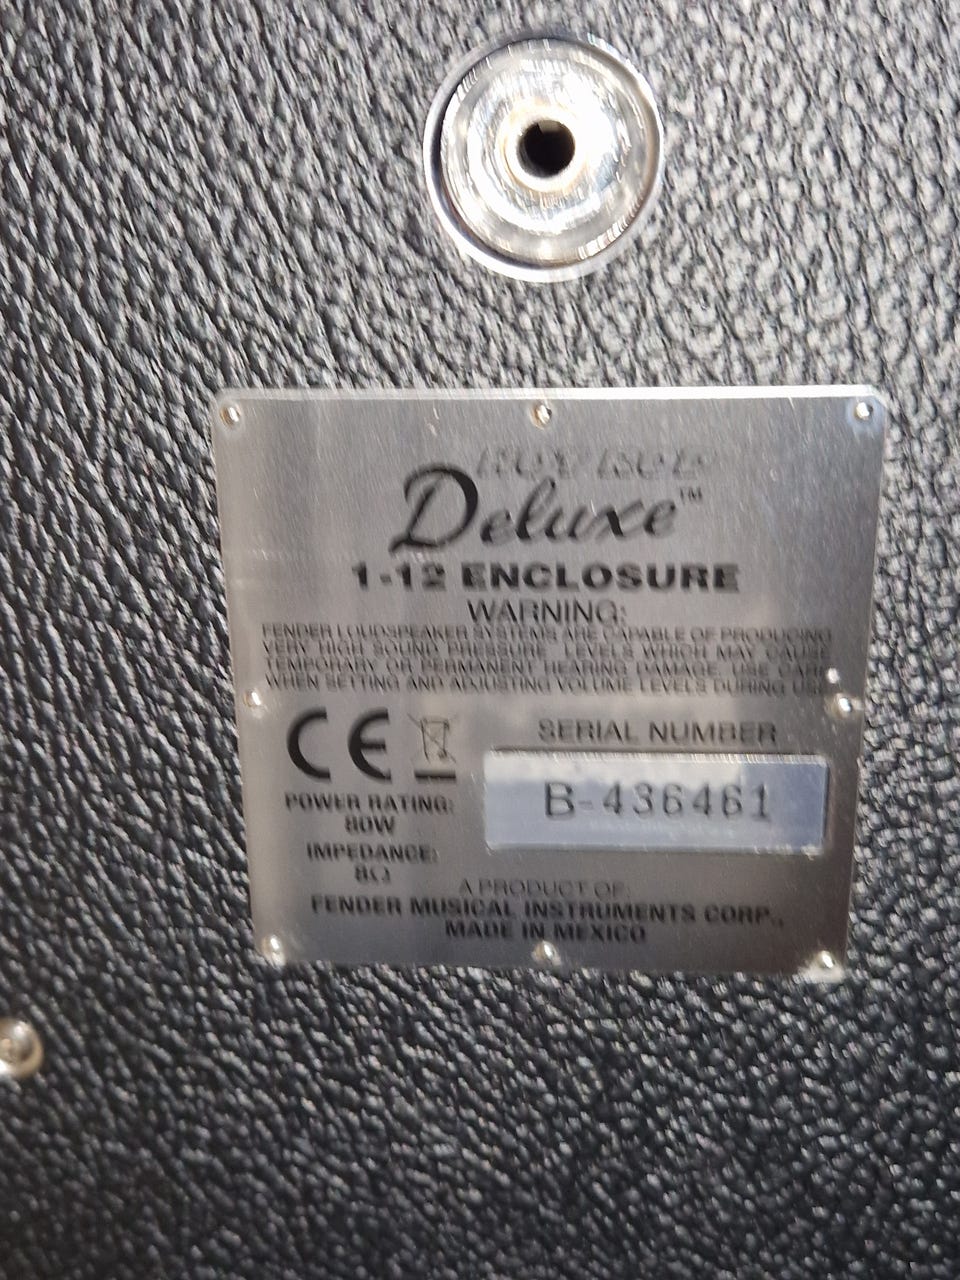 HOT ROD
Deluxe™
1-12 ENCLOSURE
WARNING:
FENDER LOUDSPEAKER SYSTEMS ARE CAPABLE OF PRODUCING
VERY HIGH SOUND PRESSURE LEVELS WHICH MAY CAUSE
TEMPORARY OR PERMANENT HEARING DAMAGE. USE CARE
WHEN SETTING AND ADJUSTING VOLUME LEVELS DURING USE.
CE
SERIAL NUMBER
B-436461
POWER RATING:
80W
IMPEDANCE:
8Ω
A PRODUCT OF:
FENDER MUSICAL INSTRUMENTS CORP.,
MADE IN MEXICO